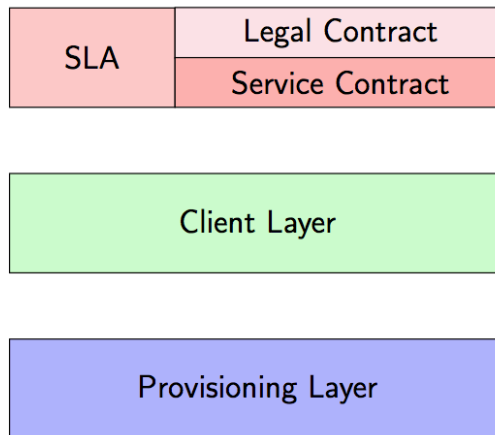 SLA
Legal Contract
Service Contract
Client Layer
Provisioning Layer